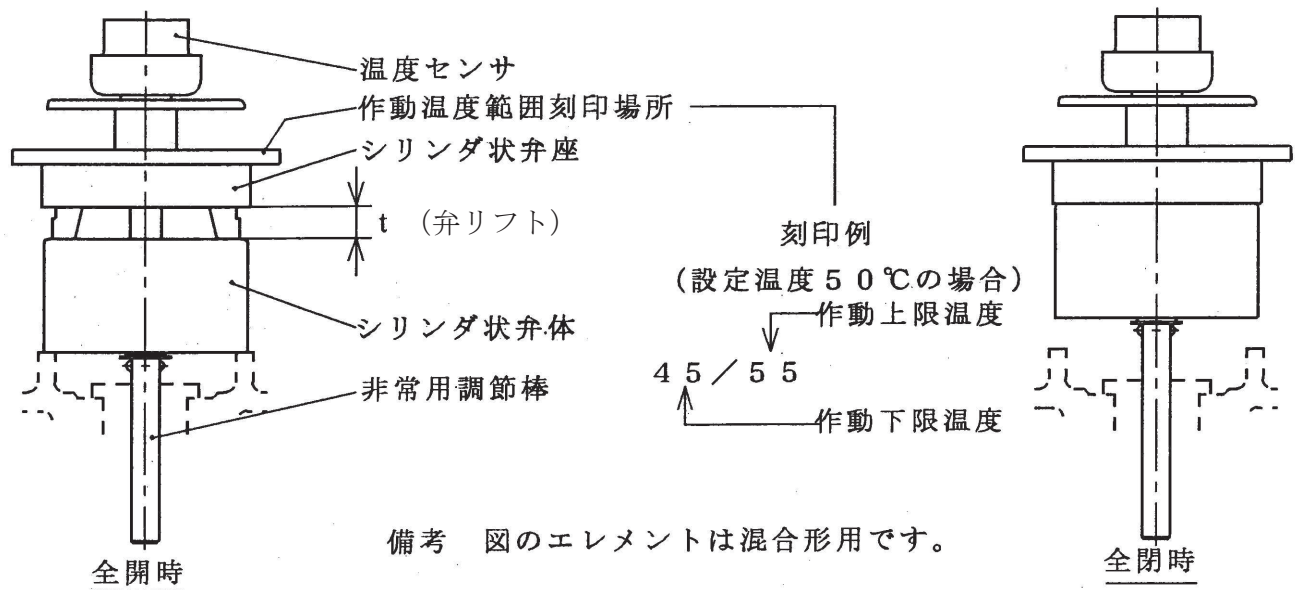 温度センサ
作動温度範囲刻印場所
シリンダ状弁座
t （弁リフト）
シリンダ状弁体
非常用調節棒
刻印例
(設定温度５０℃の場合)
作動上限温度
４５／５５
作動下限温度
備考　図のエレメントは混合形用です。
全開時
全閉時